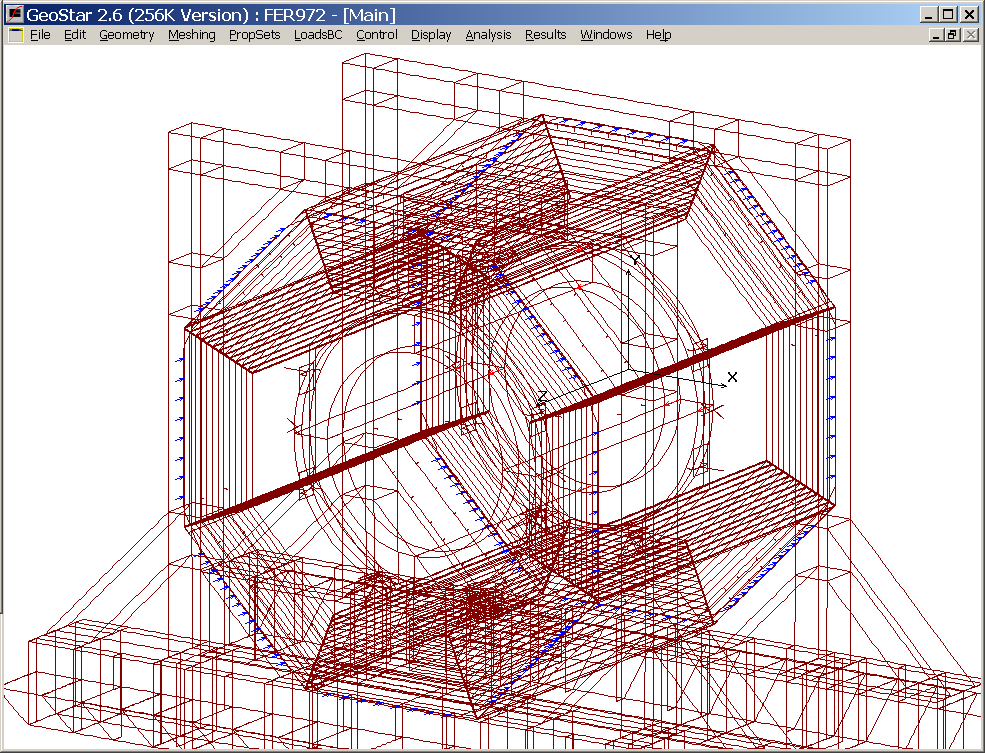 GeoStar 2.6 (256K Version) : FER972 - [Main]
File Edit Geometry Meshing PropSets LoadsBC Control Display Analysis Results Windows Help
Y
X
Z